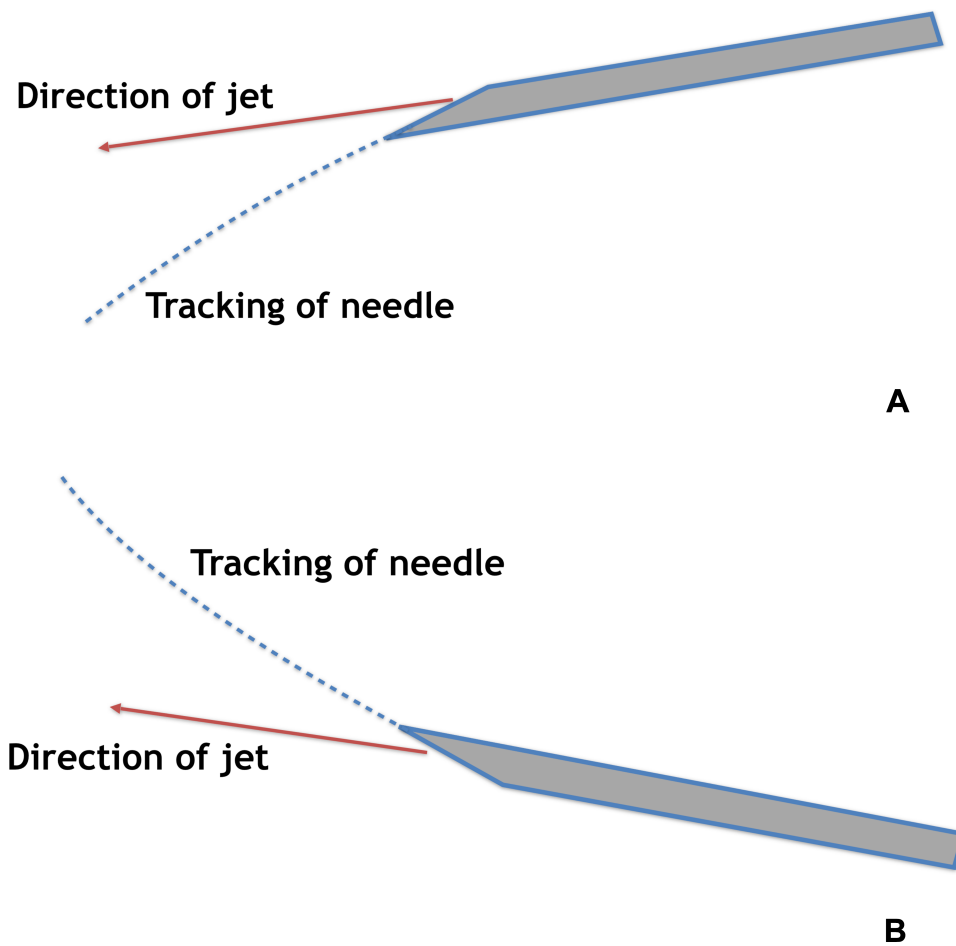 Direction of jet
Tracking of needle
A
Tracking of needle
Direction of jet
B